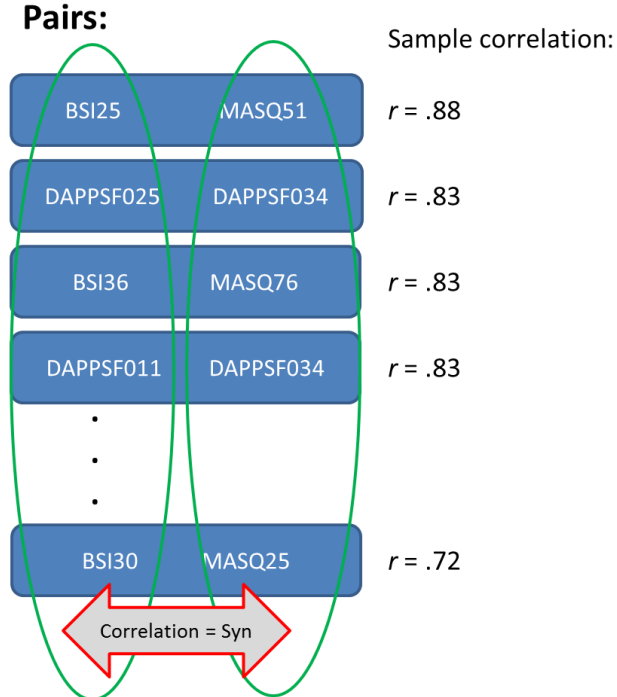 Pairs:
Sample correlation:
BSI25 MASQ51 r = .88
DAPPSF025 DAPPSF034 r = .83
BSI36 MASQ76 r = .83
DAPPSF011 DAPPSF034 r = .83
.
.
.
BSI30 MASQ25 r = .72
Correlation = Syn